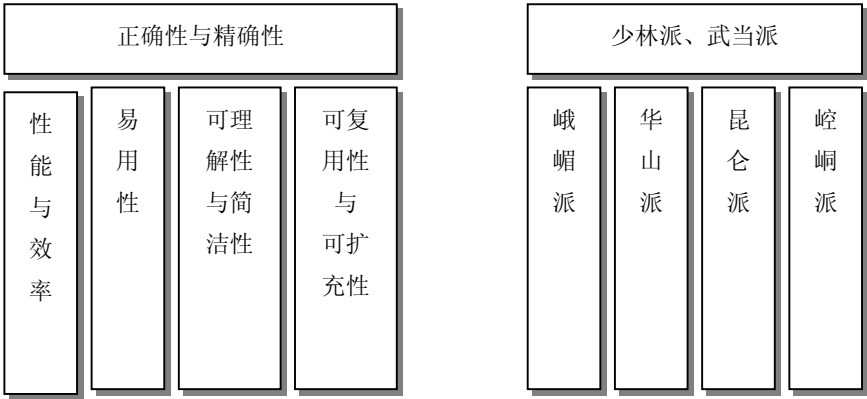 正确性与精确性
性
能
与
效
率
易
用
性
可理
解性
与简
洁性
可复
用性
与
可扩
充性
少林派、武当派
峨
嵋
派
华
山
派
昆
仑
派
崆
峒
派